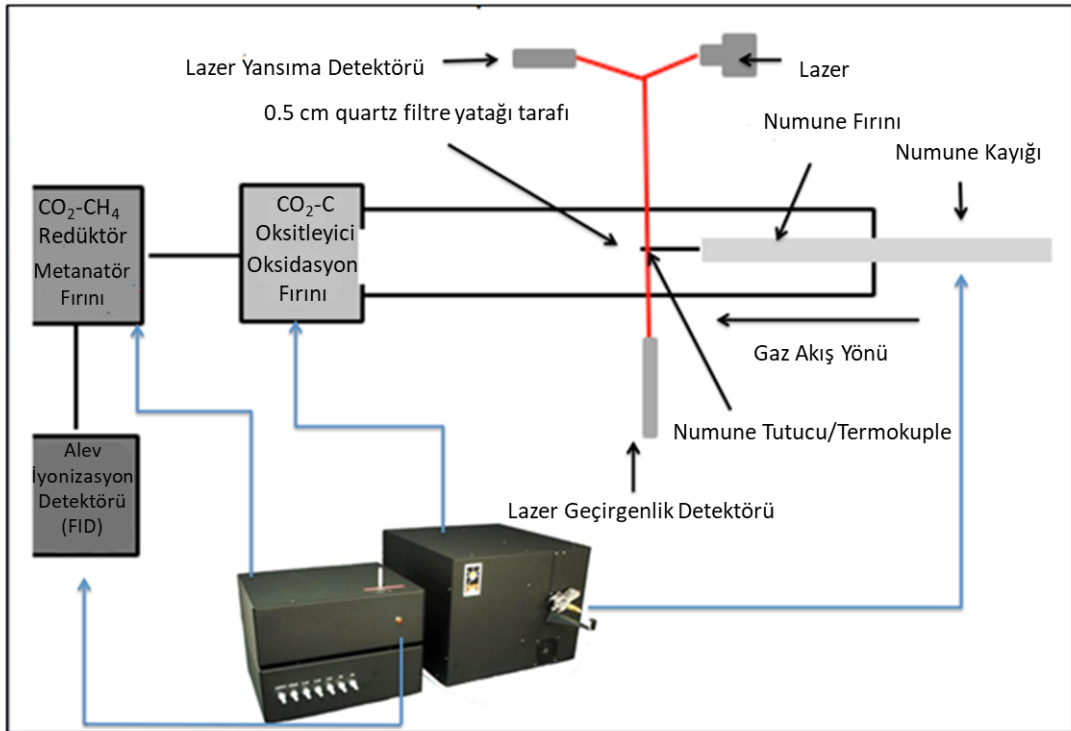 Lazer Yansıma Detektörü
Lazer
0.5 cm quartz filtre yatağı tarafı
Numune Fırını
Numune Kayığı
CO₂-CH₄
Redüktör
Metanatör
Fırını
CO₂-C
Oksitleyici
Oksidasyon
Fırını
Gaz Akış Yönü
Numune Tutucu/Termokuple
Alev
İyonizasyon
Detektörü
(FID)
Lazer Geçirgenlik Detektörü